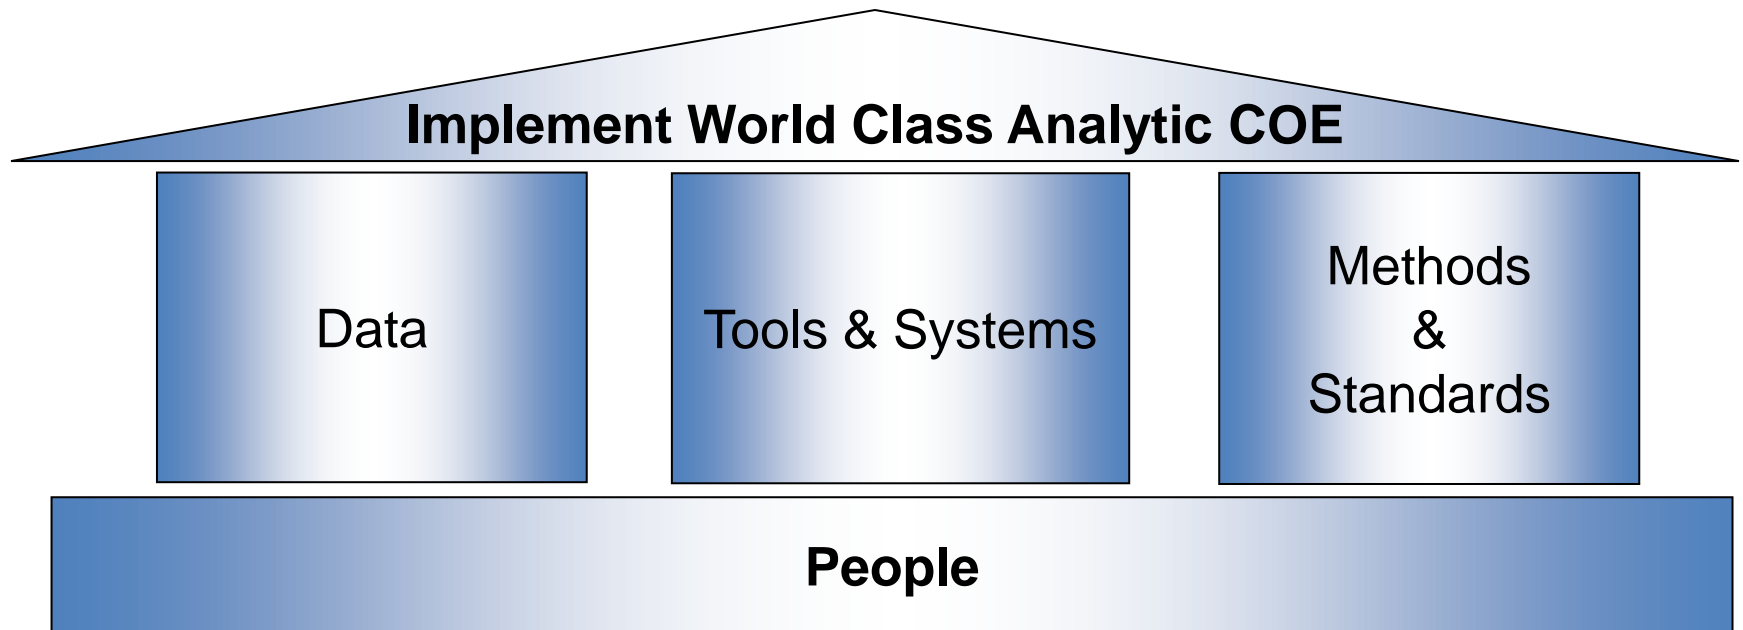 Implement World Class Analytic COE
Data
Tools & Systems
Methods
&
Standards
People